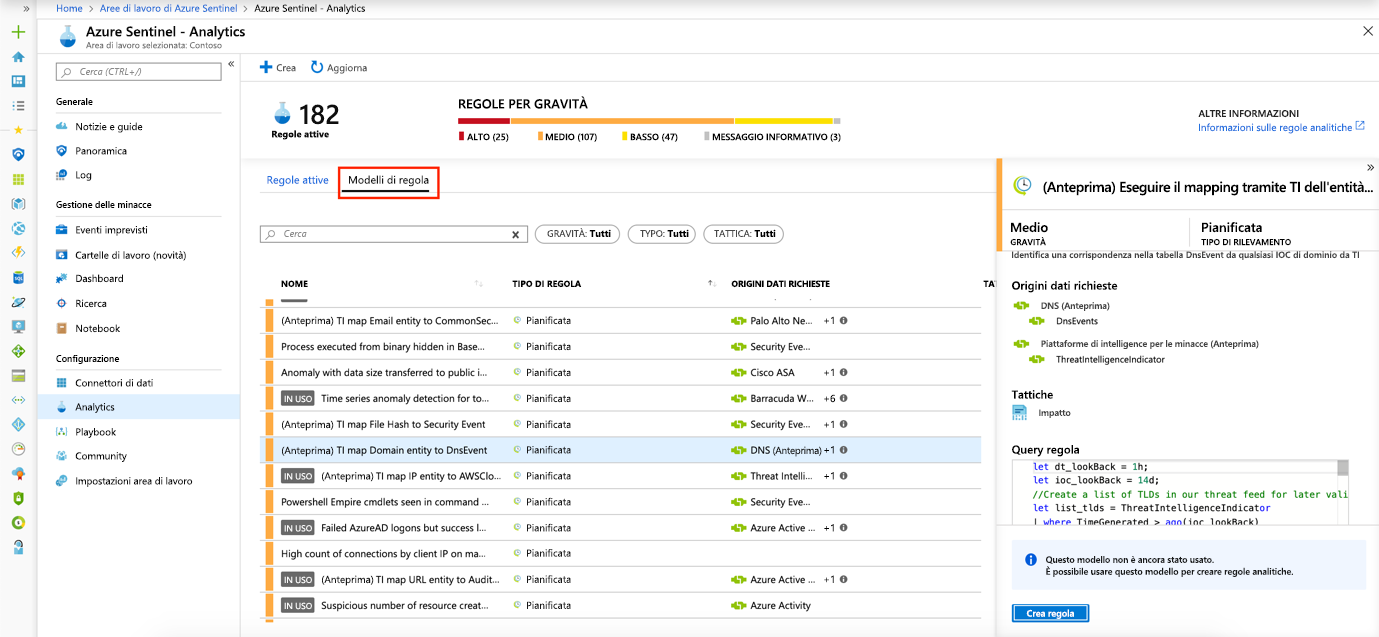 » Home > Aree di lavoro di Azure Sentinel > Azure Sentinel - Analytics
Azure Sentinel - Analytics
Area di lavoro selezionata: Contoso
Cerca (CTRL+/)
«
Generale
Notizie e guide
Panoramica
Log
Gestione delle minacce
Eventi imprevisti
Cartelle di lavoro (novità)
Dashboard
Ricerca
Notebook
Configurazione
Connettori di dati
Analytics
Playbook
Community
Impostazioni area di lavoro
Crea Aggiorna
182
Regole attive
REGOLE PER GRAVITÀ
ALTO (25) MEDIO (107) BASSO (47) MESSAGGIO INFORMATIVO (3)
ALTRE INFORMAZIONI
Informazioni sulle regole analitiche
Regole attive Modelli di regola
Cerca x GRAVITÀ: Tutti TYPO: Tutti TATTICA: Tutti
NOME TIPO DI REGOLA ORIGINI DATI RICHIESTE TA
(Anteprima) TI map Email entity to CommonSec... Pianificata Palo Alto Ne... +1
Process executed from binary hidden in Base... Pianificata Security Eve...
Anomaly with data size transferred to public i... Pianificata Cisco ASA +1
IN USO Time series anomaly detection for to... Pianificata Barracuda W... +6
(Anteprima) TI map File Hash to Security Event Pianificata Security Eve... +1
(Anteprima) TI map Domain entity to DnsEvent Pianificata DNS (Anteprima) +1
IN USO (Anteprima) TI map IP entity to AWSClo... Pianificata Threat Intelli... +1
Powershell Empire cmdlets seen in command ... Pianificata Security Eve...
IN USO Failed AzureAD logons but success l... Pianificata Azure Active ... +1
High count of connections by client IP on ma... Pianificata
IN USO (Anteprima) TI map URL entity to Audit... Pianificata Azure Active ... +1
IN USO Suspicious number of resource creat... Pianificata Azure Activity
»
(Anteprima) Eseguire il mapping tramite TI dell'entità...
Medio
GRAVITÀ
Pianificata
TIPO DI RILEVAMENTO
Identifica una corrispondenza nella tabella DnsEvent da qualsiasi IOC di dominio da TI
Origini dati richieste
DNS (Anteprima)
DnsEvents
Piattaforme di intelligence per le minacce (Anteprima)
ThreatIntelligenceIndicator
Tattiche
Impatto
Query regola
let dt_lookBack = 1h;
let ioc_lookBack = 14d;
//Create a list of TLDs in our threat feed for later vali
let list_tlds = ThreatIntelligenceIndicator
| where TimeGenerated > ago(ioc_lookBack)
Questo modello non è ancora stato usato.
È possibile usare questo modello per creare regole analitiche.
Crea regola